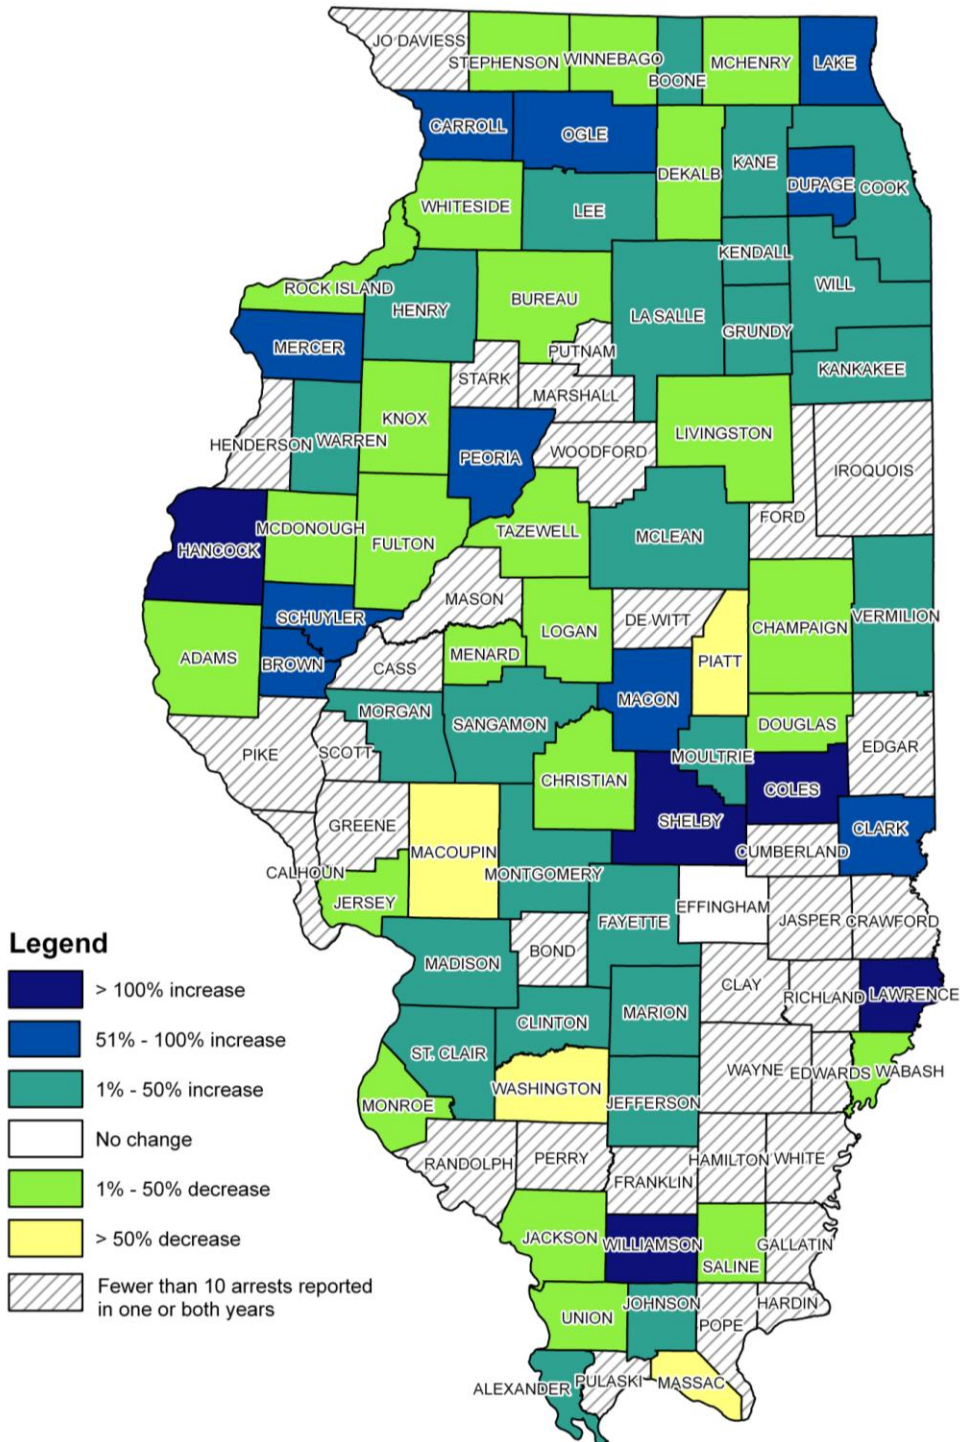 JO DAVIESS
STEPHENSON
WINNEBAGO
BOONE
MCHENRY
LAKE
CARROLL
OGLE
DEKALB
KANE
DUPAGE
COOK
WHITESIDE
LEE
KENDALL
ROCK ISLAND
HENRY
BUREAU
LA SALLE
GRUNDY
WILL
MERCER
PUTNAM
KANKAKEE
STARK
MARSHALL
HENDERSON
WARREN
KNOX
PEORIA
WOODFORD
LIVINGSTON
IROQUOIS
FORD
HANCOCK
MCDONOUGH
FULTON
TAZEWELL
MCLEAN
MASON
SCHUYLER
LOGAN
DE WITT
CHAMPAIGN
VERMILION
ADAMS
BROWN
CASS
MENARD
PIATT
MACON
MORGAN
SANGAMON
DOUGLAS
EDGAR
PIKE
SCOTT
MOULTRIE
CHRISTIAN
COLES
GREENE
SHELBY
CLARK
MACOUPIN
CUMBERLAND
CALHOUN
MONTGOMERY
JERSEY
EFFINGHAM
FAYETTE
JASPER
CRAWFORD
BOND
MADISON
CLAY
RICHLAND
LAWRENCE
CLINTON
MARION
ST. CLAIR
WAYNE
EDWARDS
WABASH
WASHINGTON
MONROE
JEFFERSON
RANDOLPH
PERRY
HAMILTON
WHITE
FRANKLIN
JACKSON
WILLIAMSON
SALINE
GALLATIN
UNION
JOHNSON
POPE
HARDIN
ALEXANDER
PULASKI
MASSAC
Legend
> 100% increase
51% - 100% increase
1% - 50% increase
No change
1% - 50% decrease
> 50% decrease
Fewer than 10 arrests reported
in one or both years